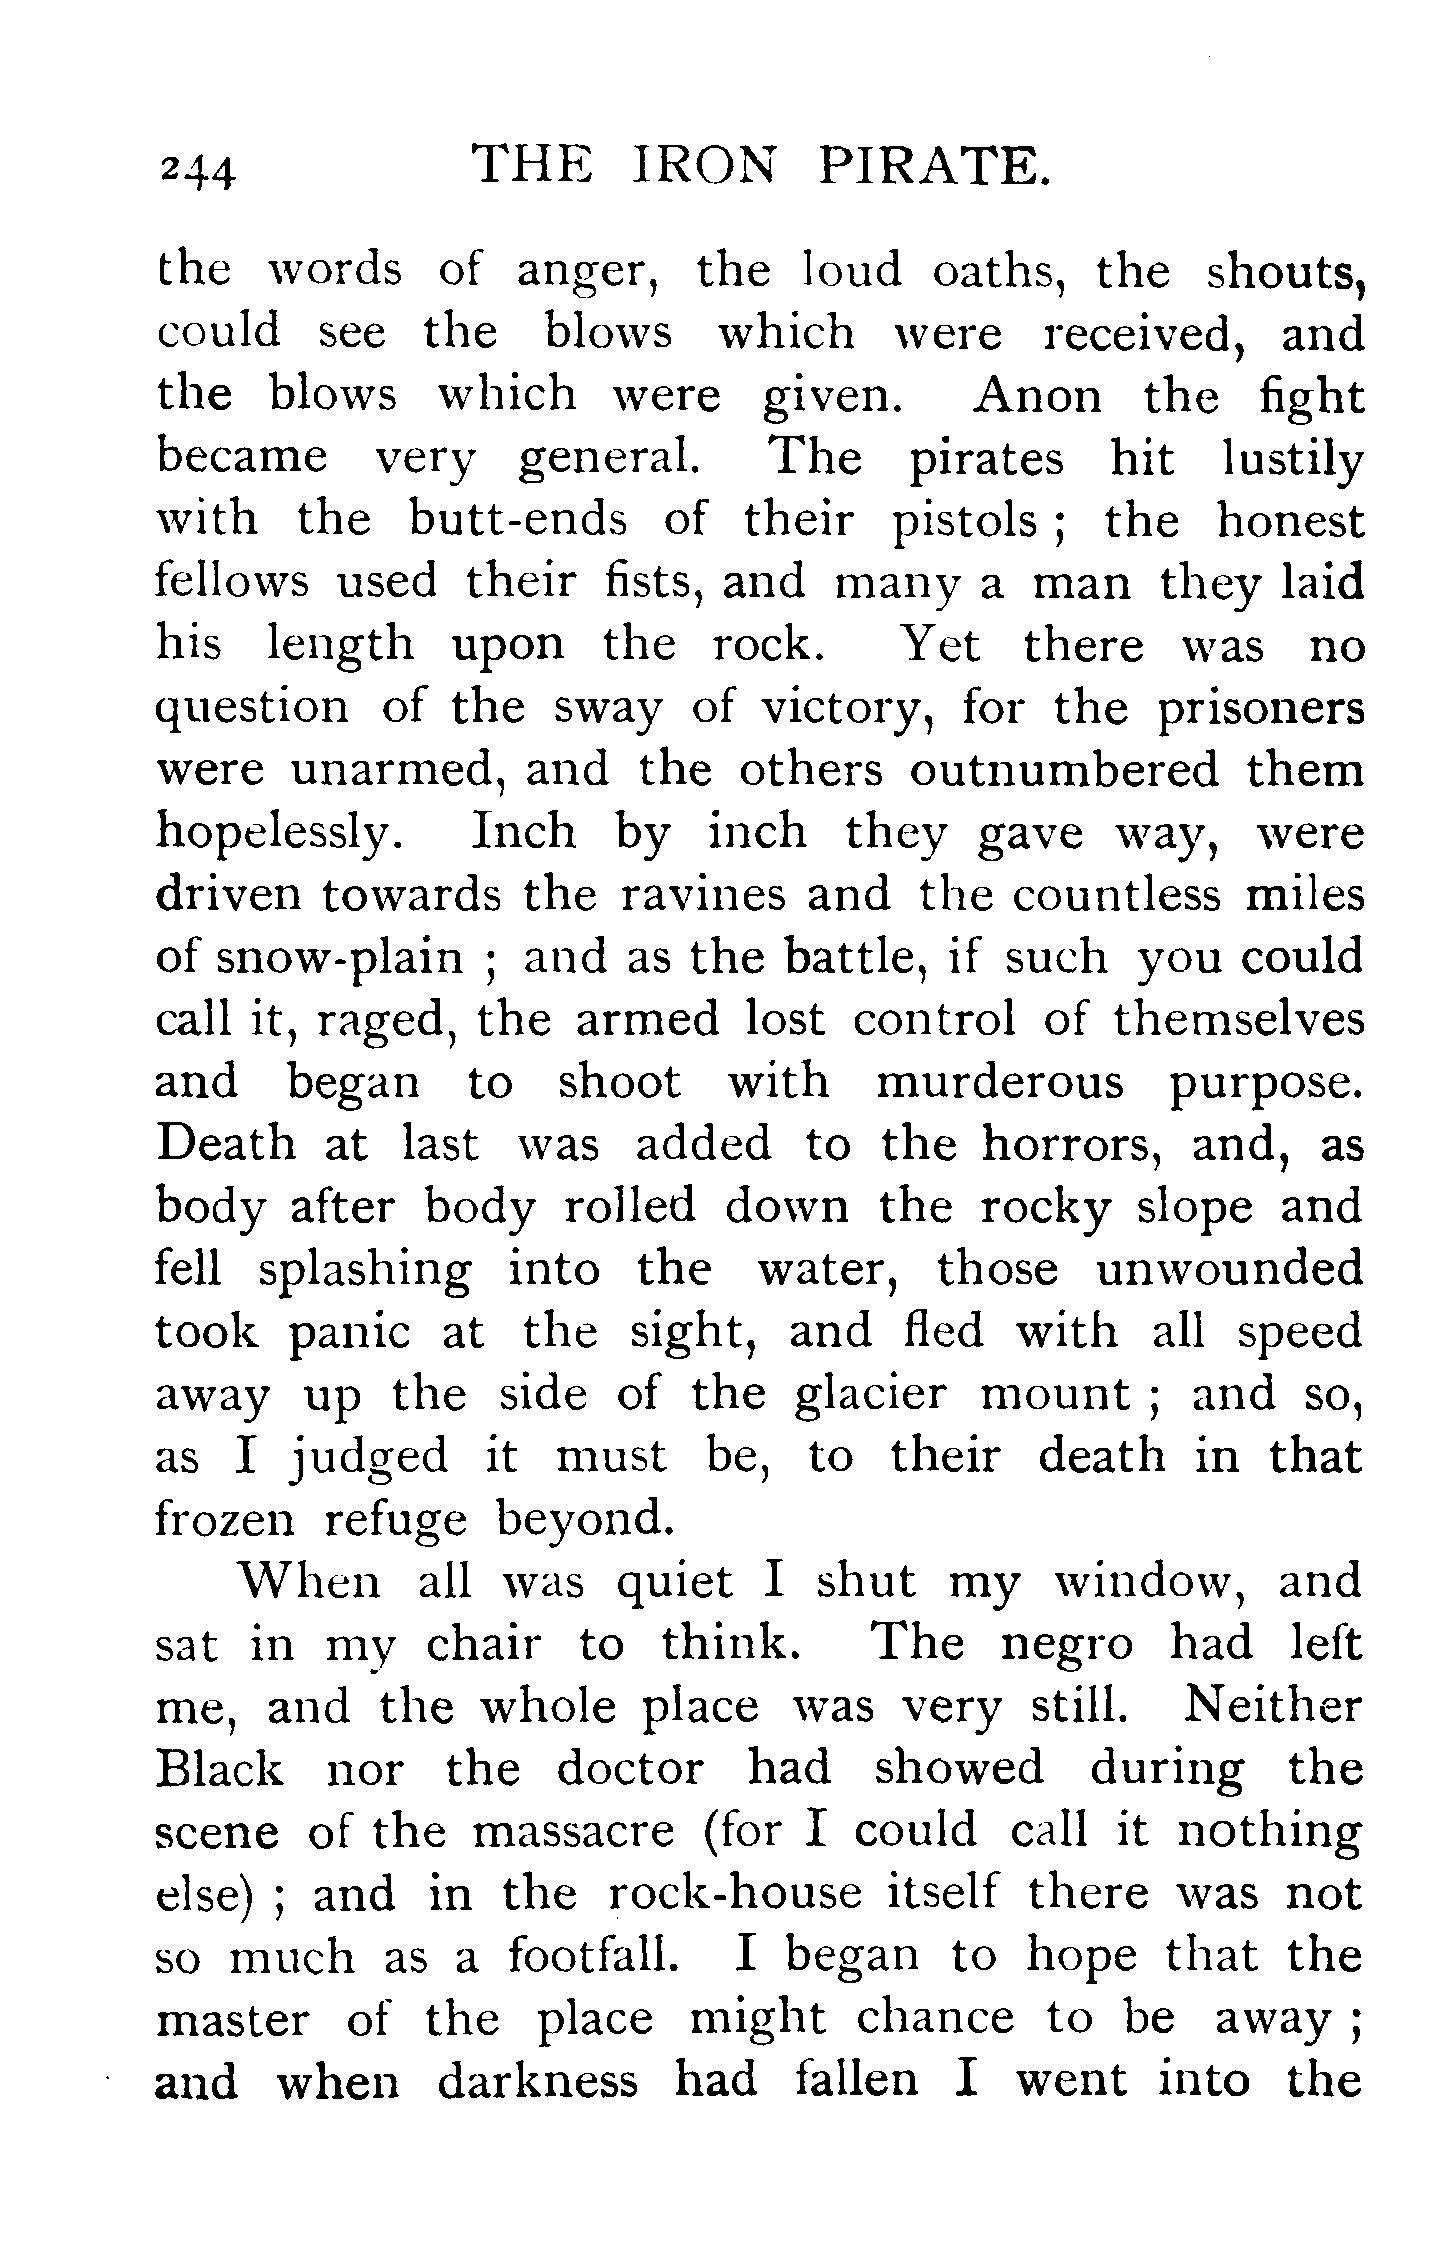 244 THE IRON PIRATE.
the words of anger, the loud oaths, the shouts,
could see the blows which were received, and
the blows which were given. Anon the fight
became very general. The pirates hit lustily
with the butt-ends of their pistols ; the honest
fellows used their fists, and many a man they laid
his length upon the rock. Yet there was no
question of the sway of victory, for the prisoners
were unarmed, and the others outnumbered them
hopelessly. Inch by inch they gave way, were
driven towards the ravines and the countless miles
of snow-plain ; and as the battle, if such you could
call it, raged, the armed lost control of themselves
and began to shoot with murderous purpose.
Death at last was added to the horrors, and, as
body after body rolled down the rocky slope and
fell splashing into the water, those unwounded
took panic at the sight, and fled with all speed
away up the side of the glacier mount ; and so,
as I judged it must be, to their death in that
frozen refuge beyond.
When all was quiet I shut my window, and
sat in my chair to think. The negro had left
me, and the whole place was very still. Neither
Black nor the doctor had showed during the
scene of the massacre (for I could call it nothing
else) ; and in the rock-house itself there was not
so much as a footfall. I began to hope that the
master of the place might chance to be away ;
and when darkness had fallen I went into the